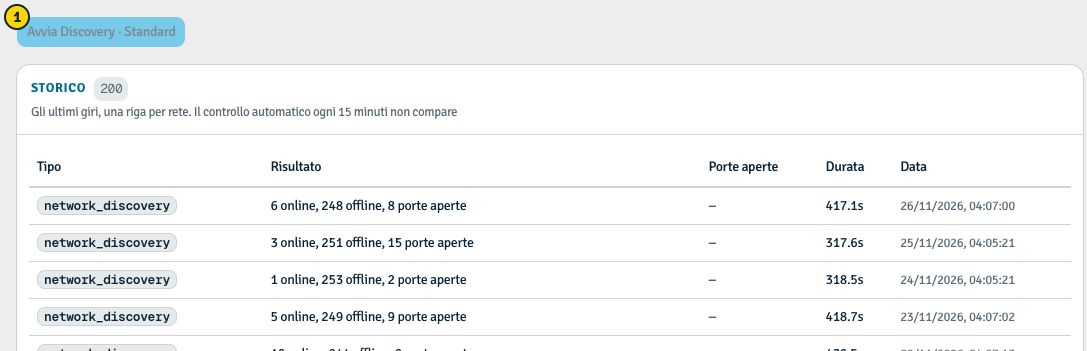 1
Avvia Discovery · Standard
STORICO 200
Gli ultimi giri, una riga per rete. Il controllo automatico ogni 15 minuti non compare
Tipo Risultato Porte aperte Durata Data
network_discovery 6 online, 248 offline, 8 porte aperte — 417.1s 26/11/2026, 04:07:00
network_discovery 3 online, 251 offline, 15 porte aperte — 317.6s 25/11/2026, 04:05:21
network_discovery 1 online, 253 offline, 2 porte aperte — 318.5s 24/11/2026, 04:05:21
network_discovery 5 online, 249 offline, 9 porte aperte — 418.7s 23/11/2026, 04:07:02